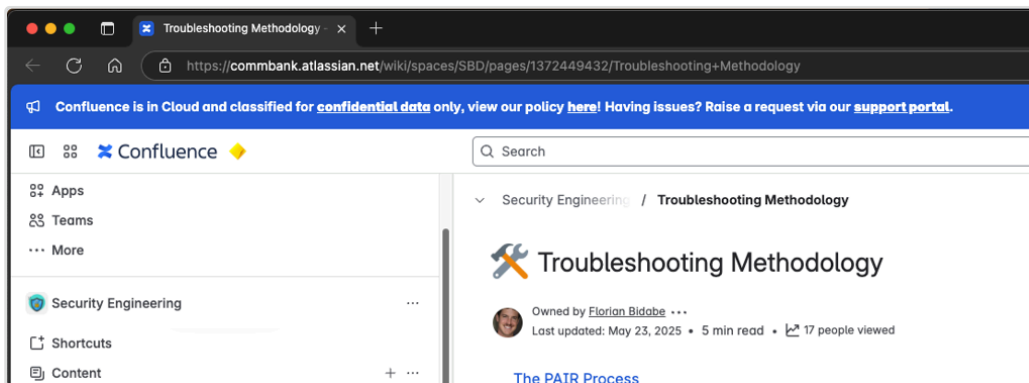 Troubleshooting Methodology -
https://commbank.atlassian.net/wiki/spaces/SBD/pages/1372449432/Troubleshooting+Methodology
Confluence is in Cloud and classified for confidential data only, view our policy here! Having issues? Raise a request via our support portal.
Confluence
Search
Apps
Teams
More
Security Engineering
Shortcuts
Content
Security Engineering / Troubleshooting Methodology
Troubleshooting Methodology
Owned by Florian Bidabe
Last updated: May 23, 2025 • 5 min read • 17 people viewed
The PAIR Process